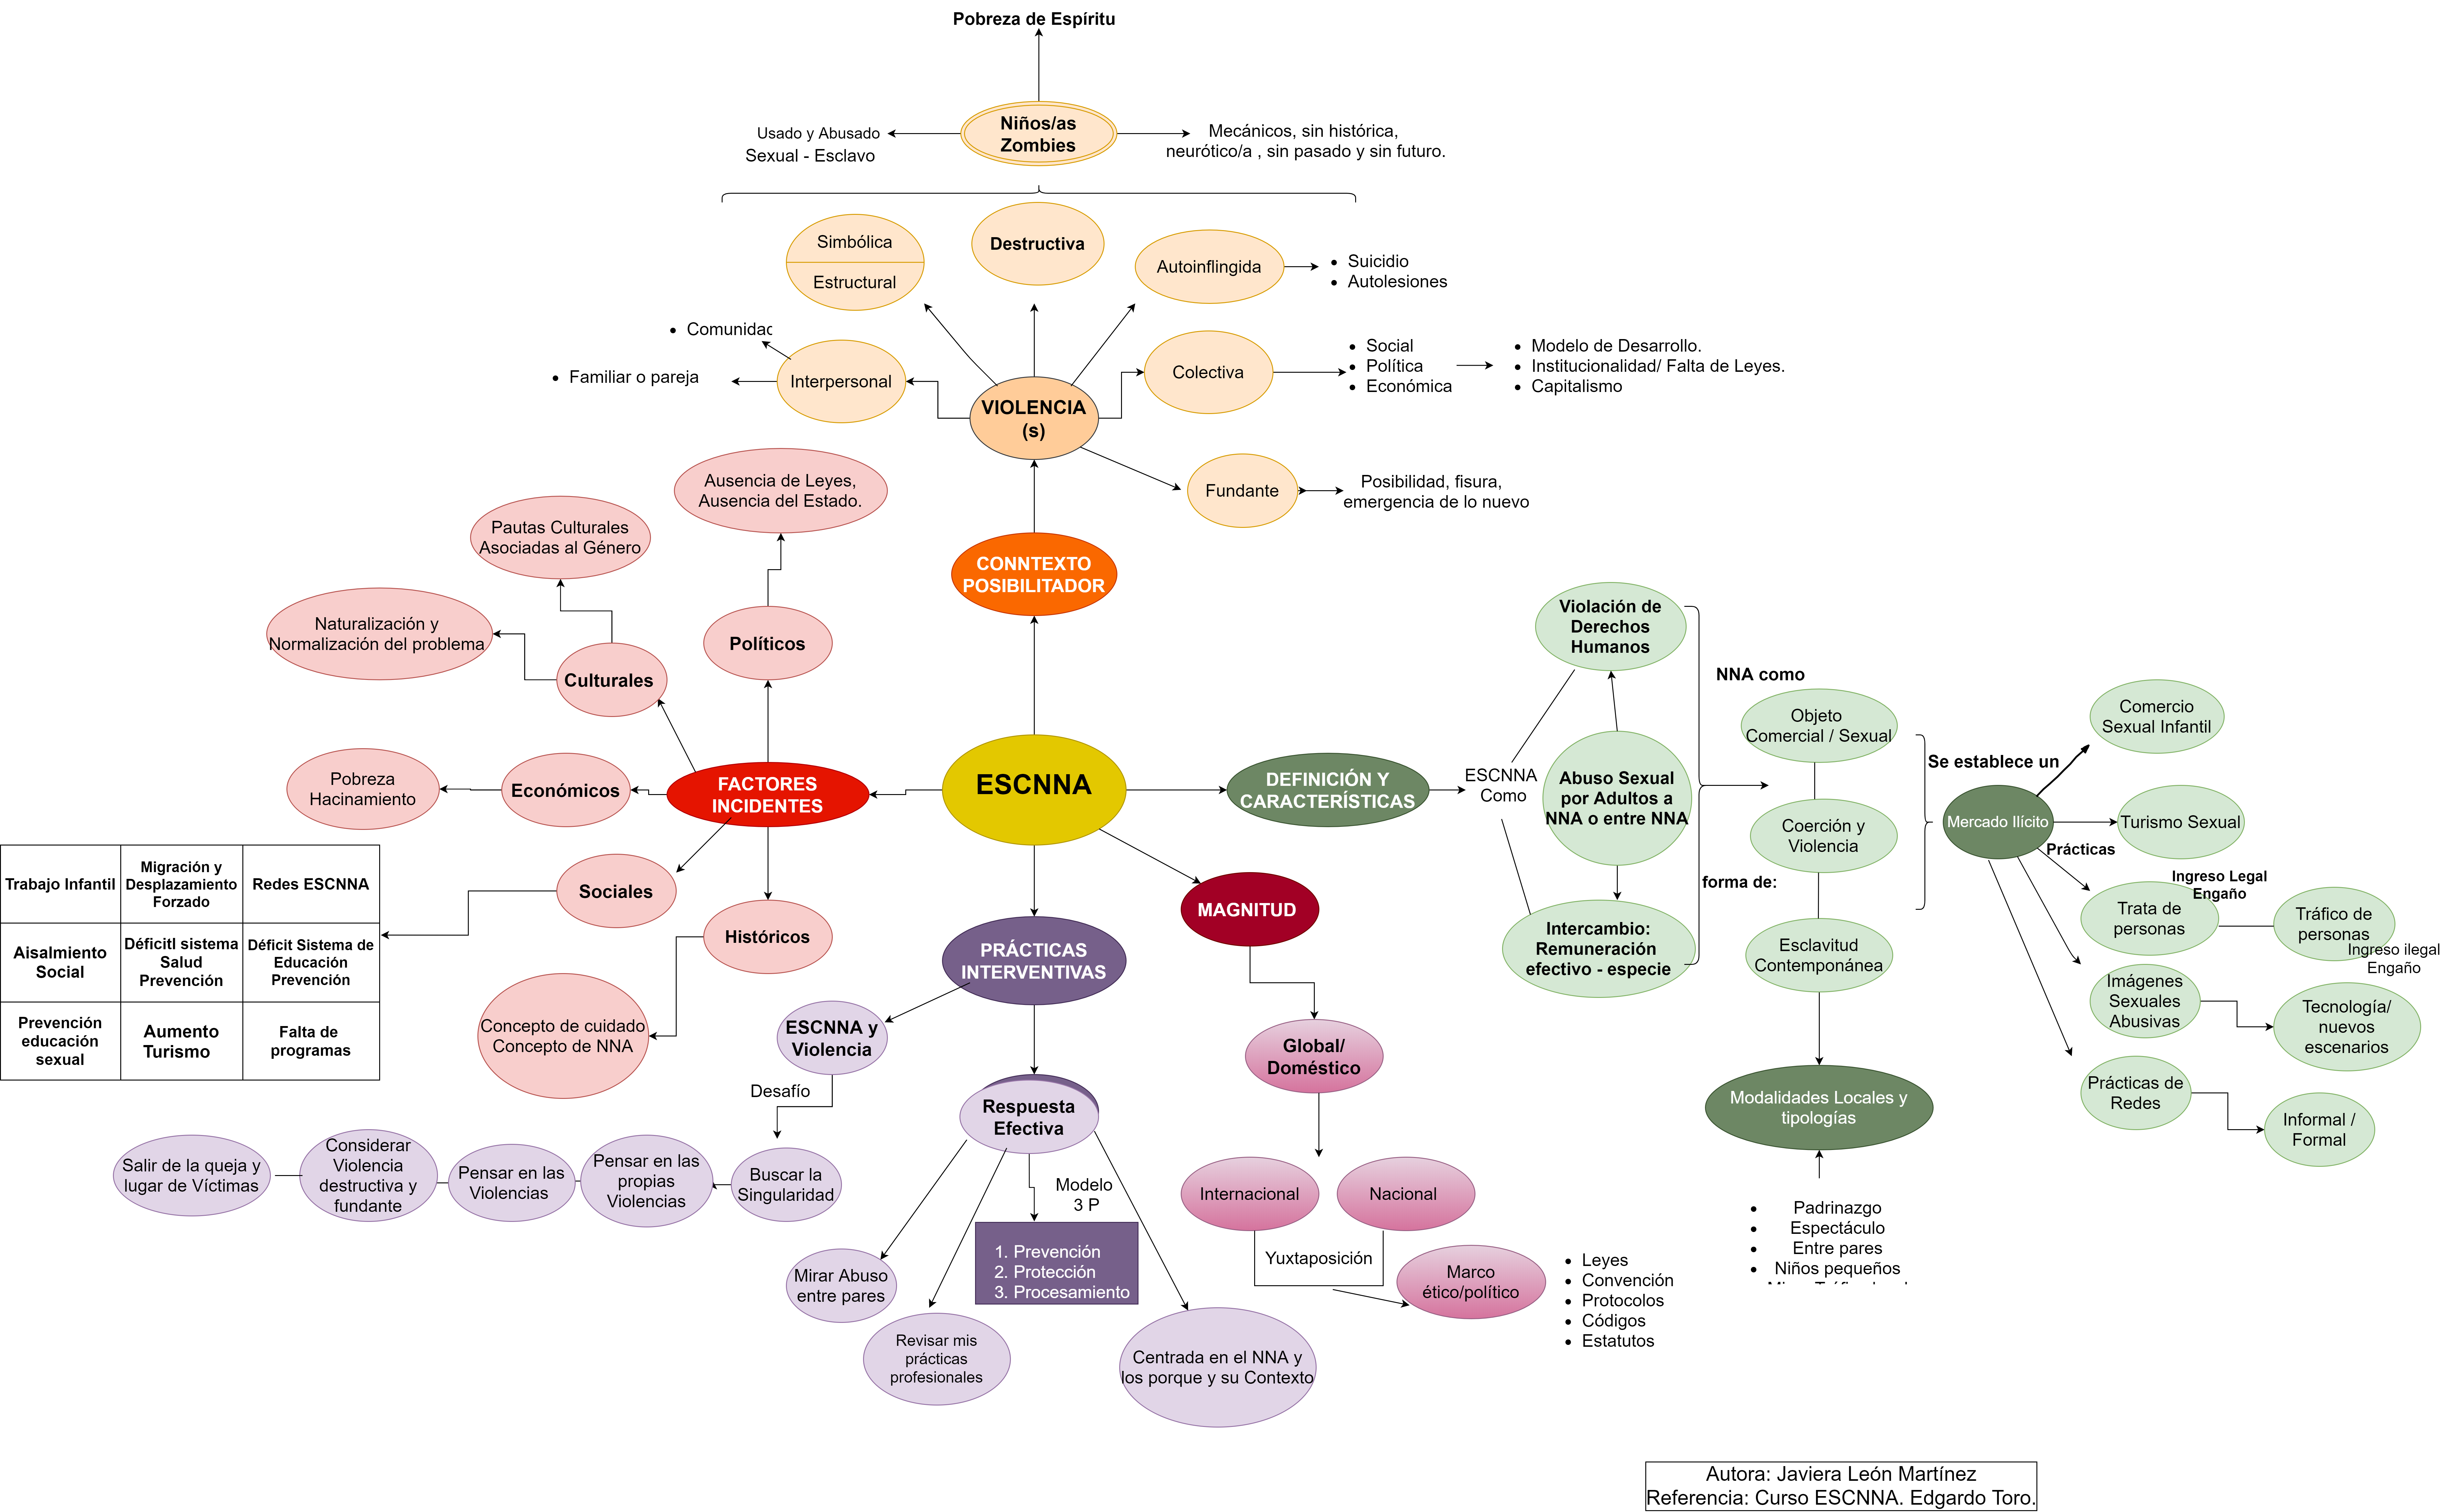 Pobreza de Espíritu
Niños/as
Zombies
Usado y Abusado
Sexual - Esclavo
Mecánicos, sin histórica,
neurótico/a , sin pasado y sin futuro.
Simbólica
Estructural
Destructiva
Autoinflingida
Suicidio
Autolesiones
Comunidad
Familiar o pareja
Interpersonal
VIOLENCIA
(s)
Colectiva
Social
Política
Económica
Modelo de Desarrollo.
Institucionalidad/ Falta de Leyes.
Capitalismo
Fundante
Posibilidad, fisura,
emergencia de lo nuevo
CONNTEXTO
POSIBILITADOR
Ausencia de Leyes,
Ausencia del Estado.
Pautas Culturales
Asociadas al Género
Naturalización y
Normalización del problema
Culturales
Políticos
Pobreza
Hacinamiento
Económicos
FACTORES
INCIDENTES
ESCNNA
Sociales
Históricos
Concepto de cuidado
Concepto de NNA
Trabajo Infantil
Migración y
Desplazamiento
Forzado
Redes ESCNNA
Aisalmiento
Social
Déficitl sistema
Salud
Prevención
Déficit Sistema de
Educación
Prevención
Prevención
educación
sexual
Aumento
Turismo
Falta de
programas
DEFINICIÓN Y
CARACTERÍSTICAS
ESCNNA
Como
Violación de
Derechos
Humanos
Abuso Sexual
por Adultos a
NNA o entre NNA
Intercambio:
Remuneración
efectivo - especie
NNA como
forma de:
Objeto
Comercial / Sexual
Coerción y
Violencia
Esclavitud
Contemporánea
Modalidades Locales y
tipologías
Padrinazgo
Espectáculo
Entre pares
Niños pequeños
Se establece un
Mercado Ilícito
Prácticas
Comercio
Sexual Infantil
Turismo Sexual
Ingreso Legal
Engaño
Trata de
personas
Tráfico de
personas
Ingreso ilegal
Engaño
Imágenes
Sexuales
Abusivas
Tecnología/
nuevos
escenarios
Prácticas de
Redes
Informal /
Formal
MAGNITUD
Global/
Doméstico
Internacional
Nacional
Yuxtaposición
Marco
ético/político
Leyes
Convención
Protocolos
Códigos
Estatutos
PRÁCTICAS
INTERVENTIVAS
ESCNNA y
Violencia
Desafío
Buscar la
Singularidad
Pensar en las
propias
Violencias
Pensar en las
Violencias
Considerar
Violencia
destructiva y
fundante
Salir de la queja y
lugar de Víctimas
Respuesta
Efectiva
Modelo
3 P
1. Prevención
2. Protección
3. Procesamiento
Mirar Abuso
entre pares
Revisar mis
prácticas
profesionales
Centrada en el NNA y
los porque y su Contexto
Autora: Javiera León Martínez
Referencia: Curso ESCNNA. Edgardo Toro.